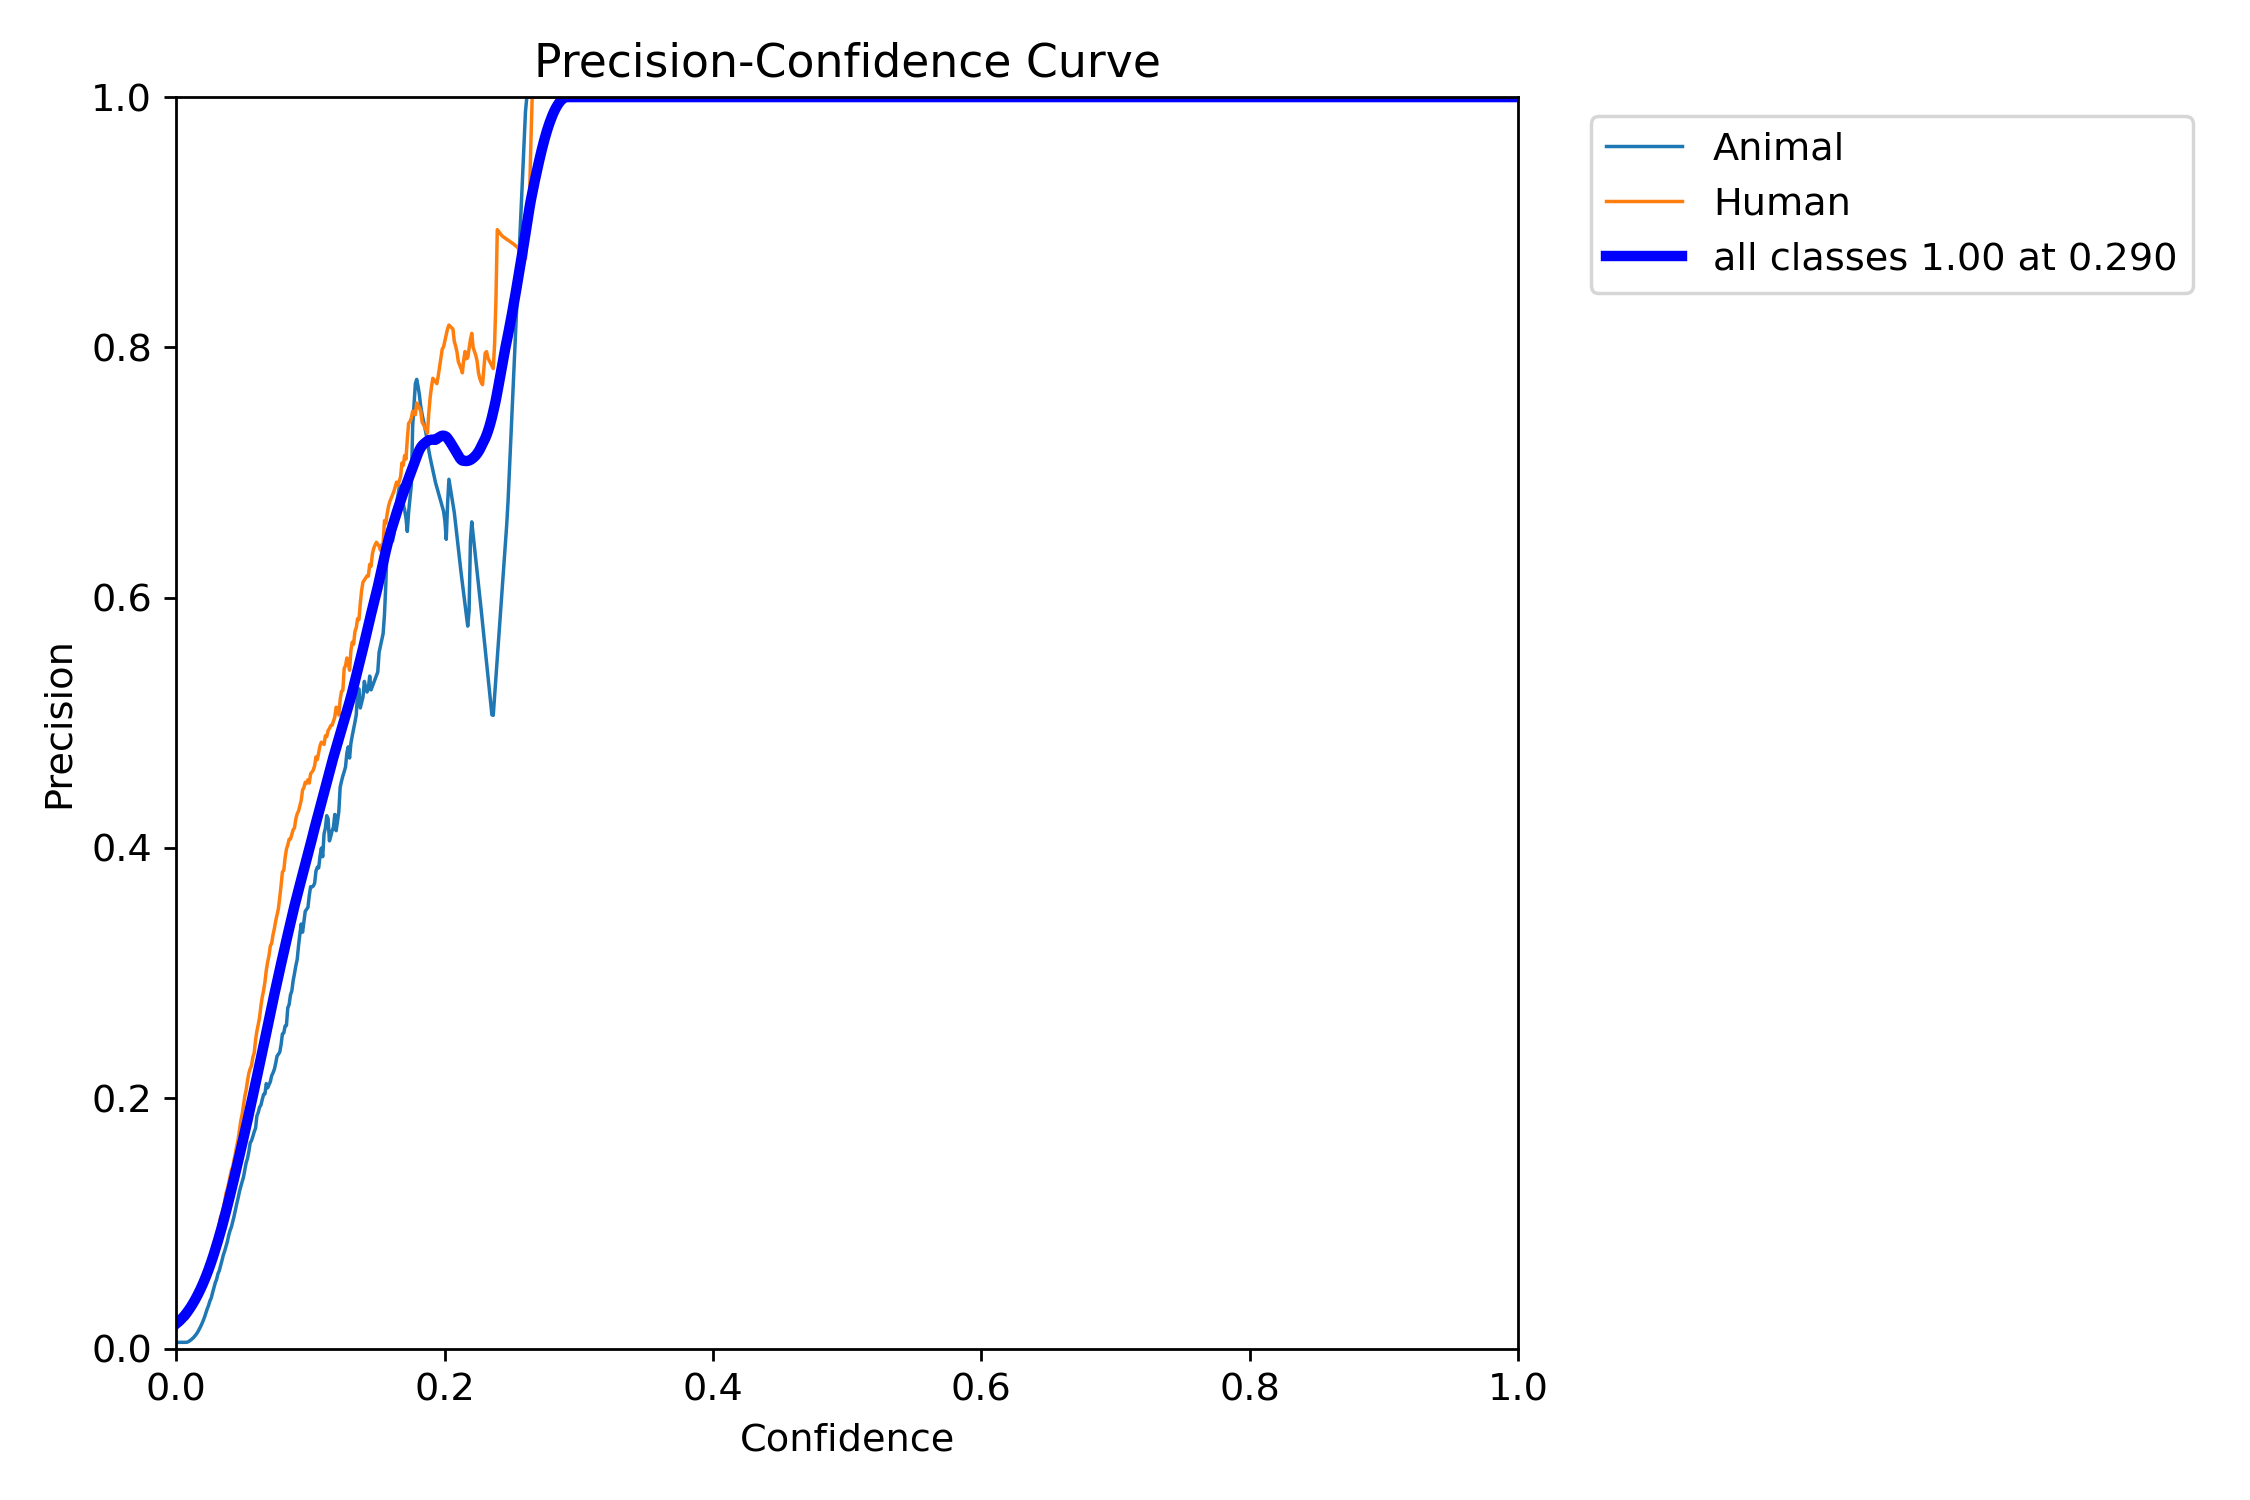 Precision-Confidence Curve
1.0
0.8
0.6
0.4
0.2
0.0
Precision
0.0 0.2 0.4 0.6 0.8 1.0
Confidence
Animal
Human
all classes 1.00 at 0.290